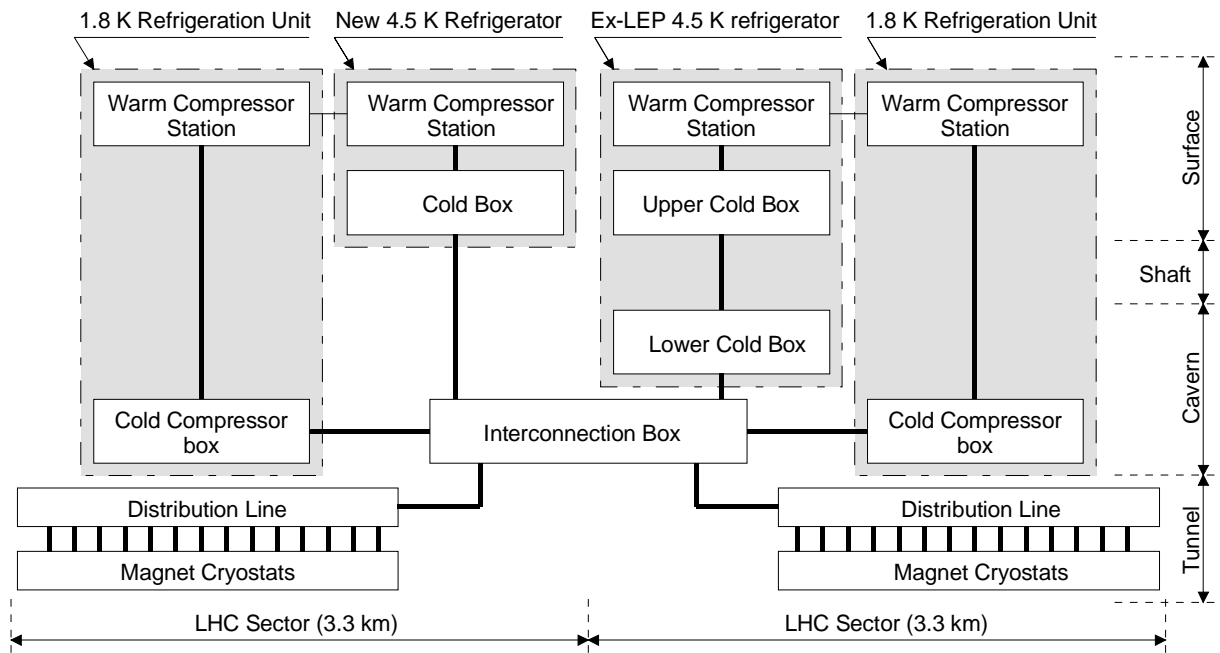 1.8 K Refrigeration Unit
New 4.5 K Refrigerator
Ex-LEP 4.5 K refrigerator
1.8 K Refrigeration Unit
Warm Compressor
Station
Warm Compressor
Station
Warm Compressor
Station
Warm Compressor
Station
Surface
Cold Box
Upper Cold Box
Shaft
Lower Cold Box
Cavern
Cold Compressor
box
Interconnection Box
Cold Compressor
box
Distribution Line
Distribution Line
Tunnel
Magnet Cryostats
Magnet Cryostats
LHC Sector (3.3 km)
LHC Sector (3.3 km)